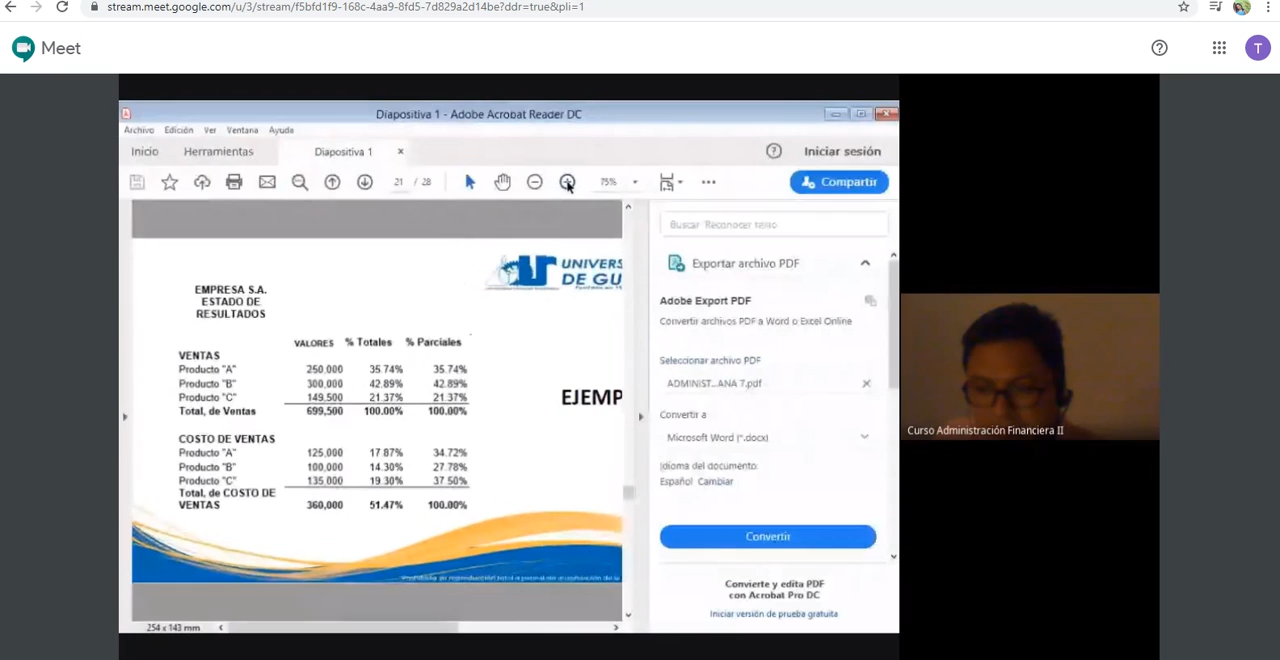 stream.meet.google.com/u/3/stream/f5bfd1f9-168c-4aa9-8fd5-7d829a2d14be?ddr=true&pli=1
Meet
T
Diapositiva 1 - Adobe Acrobat Reader DC
Archivo Edición Ver Ventana Ayuda
Inicio Herramientas Diapositiva 1 Iniciar sesión
21 / 28 75% Compartir
Buscar 'Reconocer texto'
Exportar archivo PDF
Adobe Export PDF
Convertir archivos PDF a Word o Excel Online
Seleccionar archivo PDF
ADMINIST...ANA 7.pdf
Convertir a
Microsoft Word (*.docx)
Idioma del documento:
Español Cambiar
Convertir
Convierte y edita PDF
con Acrobat Pro DC
Iniciar versión de prueba gratuita
UNIVERS
DE GU
EMPRESA S.A.
ESTADO DE
RESULTADOS
VALORES % Totales % Parciales
VENTAS
Producto "A" 250,000 35.74% 35.74%
Producto "B" 300,000 42.89% 42.89%
Producto "C" 149,500 21.37% 21.37%
Total, de Ventas 699,500 100.00% 100.00%
EJEMP
COSTO DE VENTAS
Producto "A" 125,000 17.87% 34.72%
Producto "B" 100,000 14.30% 27.78%
Producto "C" 135,000 19.30% 37.50%
Total, de COSTO DE
VENTAS 360,000 51.47% 100.00%
254 x 143 mm
Curso Administración Financiera II